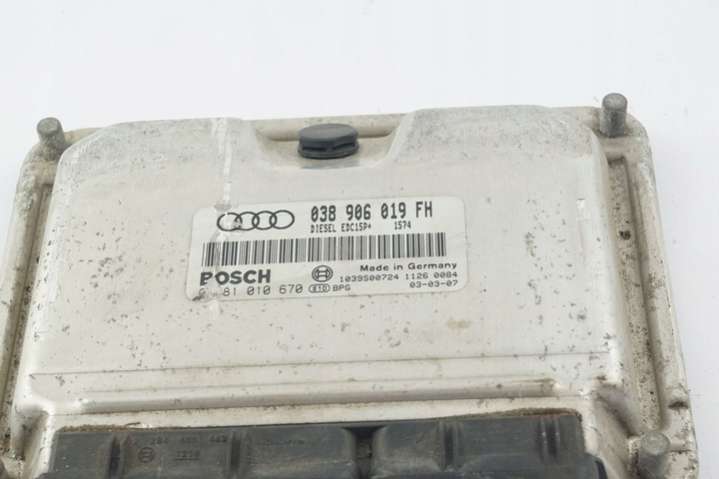 038 906 019 FH
DIESEL EDC15P+ 1574
BOSCH
Made in Germany
1039S00724 1126 0084
81 010 670 BPG
03-03-07